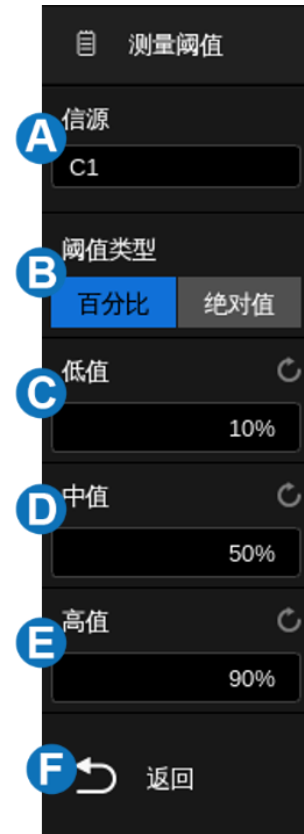 测量阈值
A 信源
C1
B 阈值类型
百分比 绝对值
C 低值
10%
D 中值
50%
E 高值
90%
F 返回